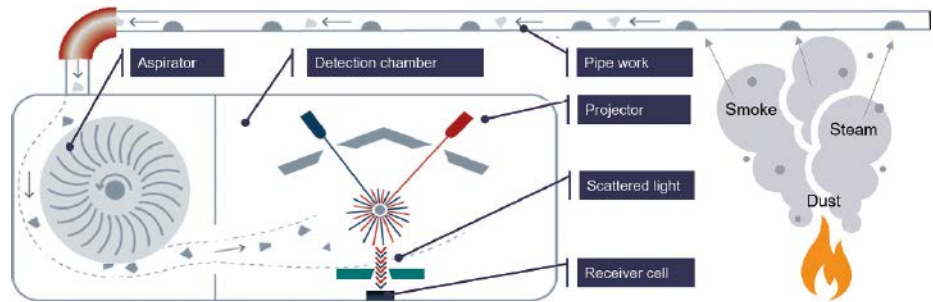 Aspirator
Detection chamber
Pipe work
Projector
Scattered light
Receiver cell
Smoke
Steam
Dust